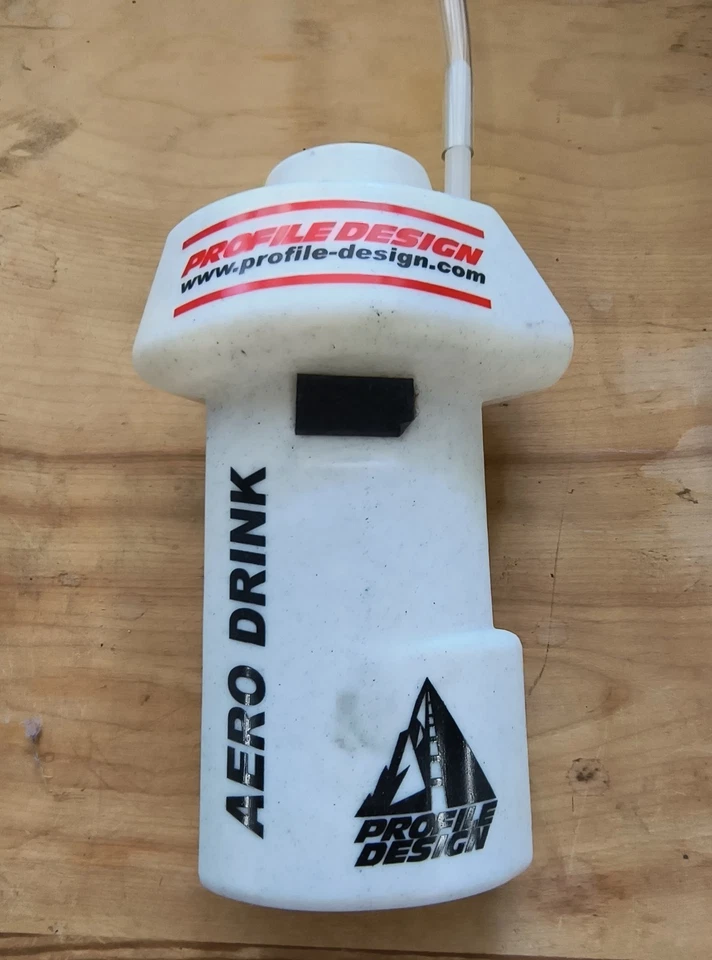 PROFILE DESIGN
www.profile-design.com
AERO DRINK
PROFILE
DESIGN